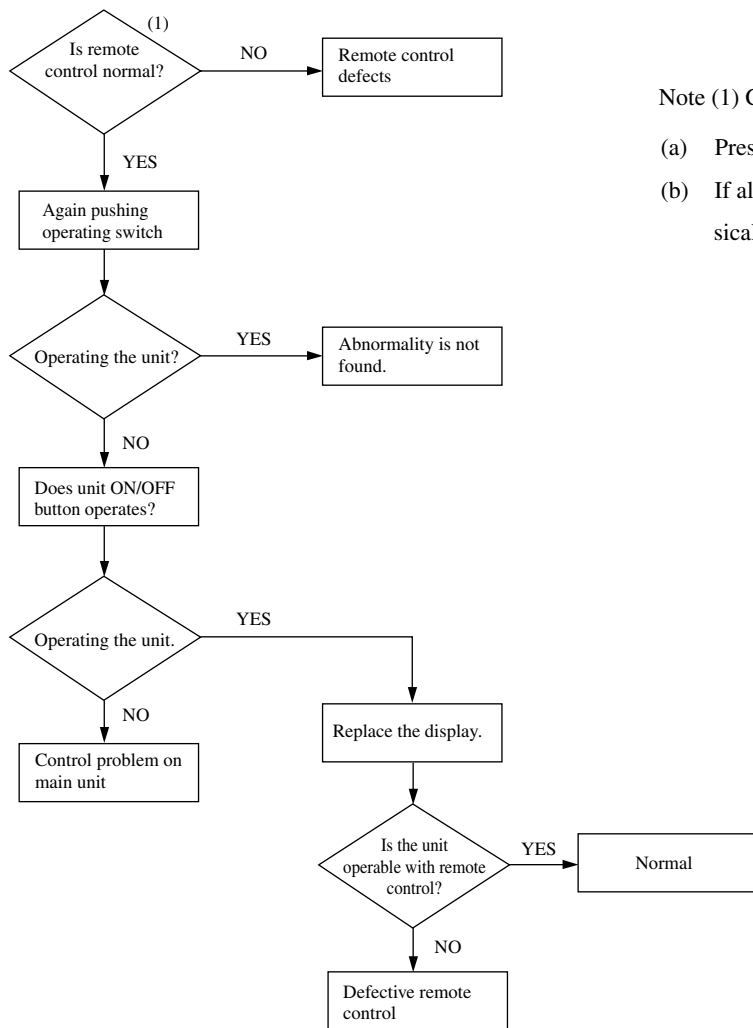 (1)
Is remote
control normal?
NO
Remote control
defects
YES
Again pushing
operating switch
Operating the unit?
YES
Abnormality is not
found.
NO
Does unit ON/OFF
button operates?
Operating the unit.
YES
NO
Control problem on
main unit
Replace the display.
Is the unit
operable with remote
control?
YES
Normal
NO
Defective remote
control
Note (1) C
(a) Pres
(b) If al
sical